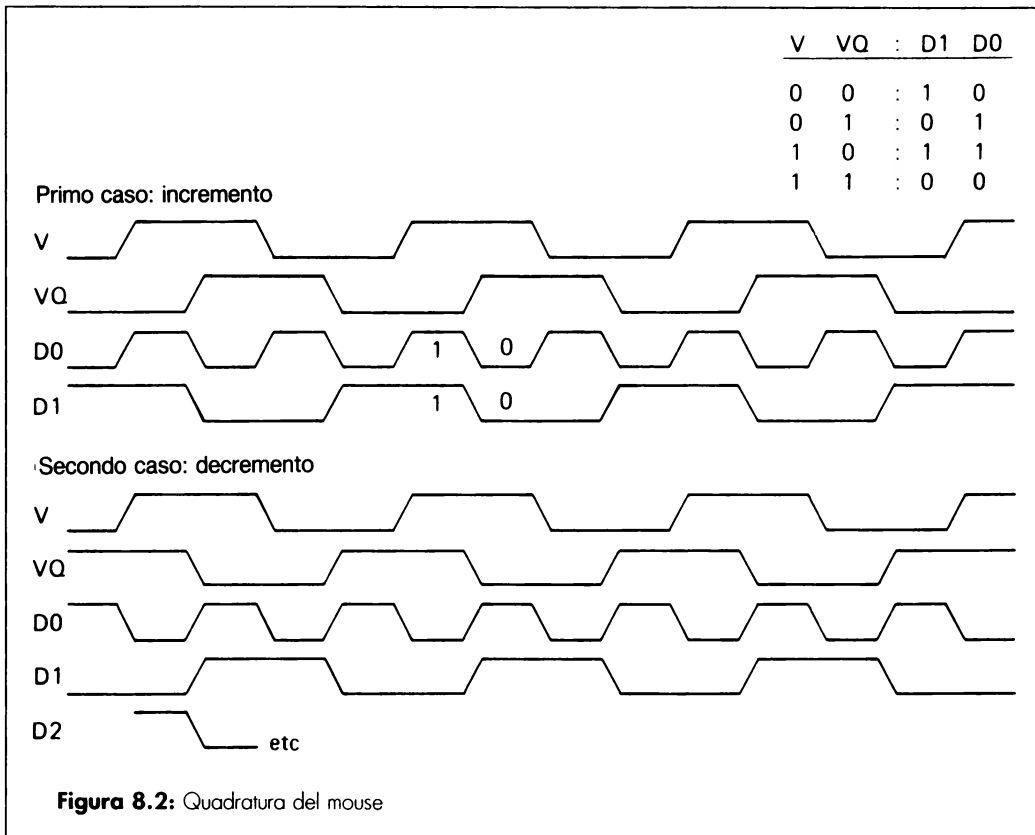 V VQ : D1 D0
0 0 : 1 0
0 1 : 0 1
1 0 : 1 1
1 1 : 0 0
Primo caso: incremento
V
VQ
D0 1 0
D1 1 0
Secondo caso: decremento
V
VQ
D0
D1
D2 etc
Figura 8.2: Quadratura del mouse